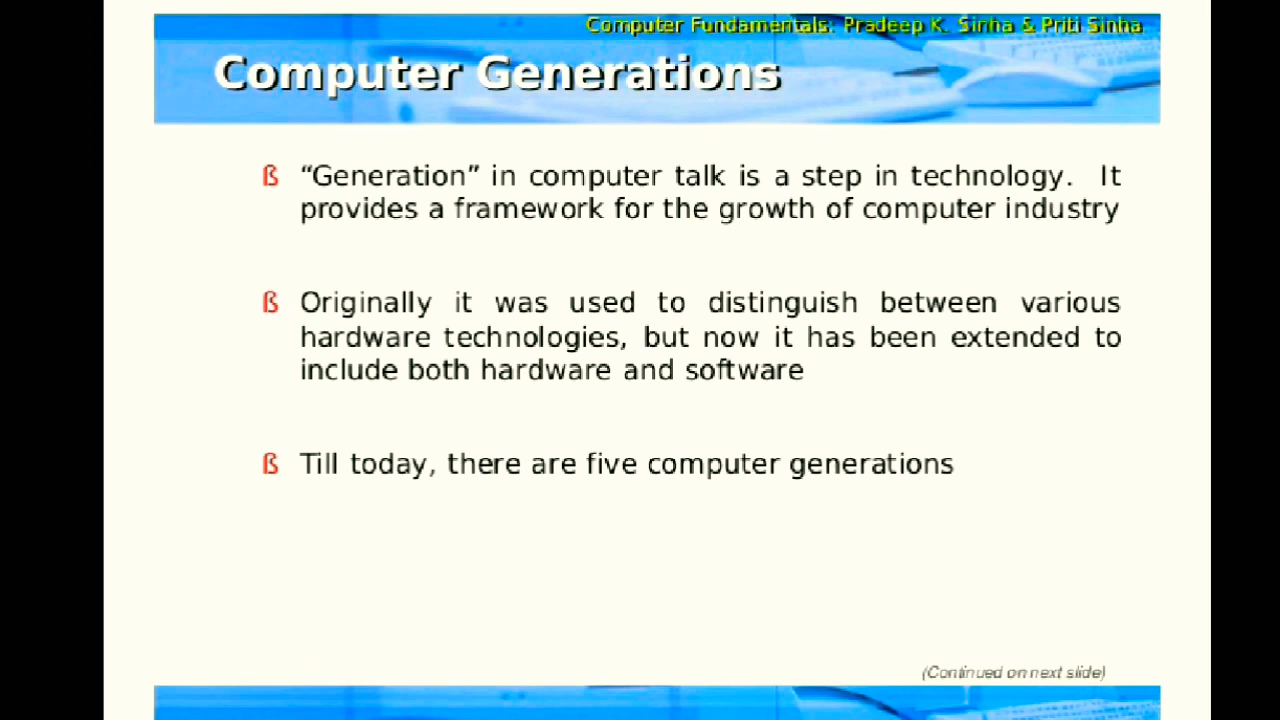 Computer Fundamentals: Pradeep K. Sinha & Priti Sinha
Computer Generations
ß “Generation” in computer talk is a step in technology. It
provides a framework for the growth of computer industry
ß Originally it was used to distinguish between various
hardware technologies, but now it has been extended to
include both hardware and software
ß Till today, there are five computer generations
(Continued on next slide)